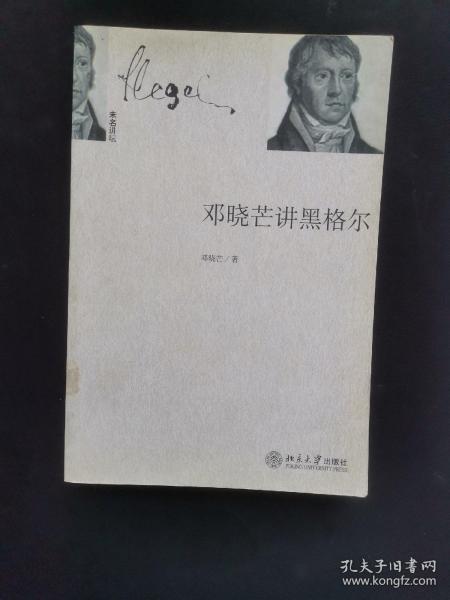 Hegel
未名讲坛
邓晓芒讲黑格尔
邓晓芒／著
北京大学出版社
PEKING UNIVERSITY PRESS
孔夫子旧书网
www.kongfz.com